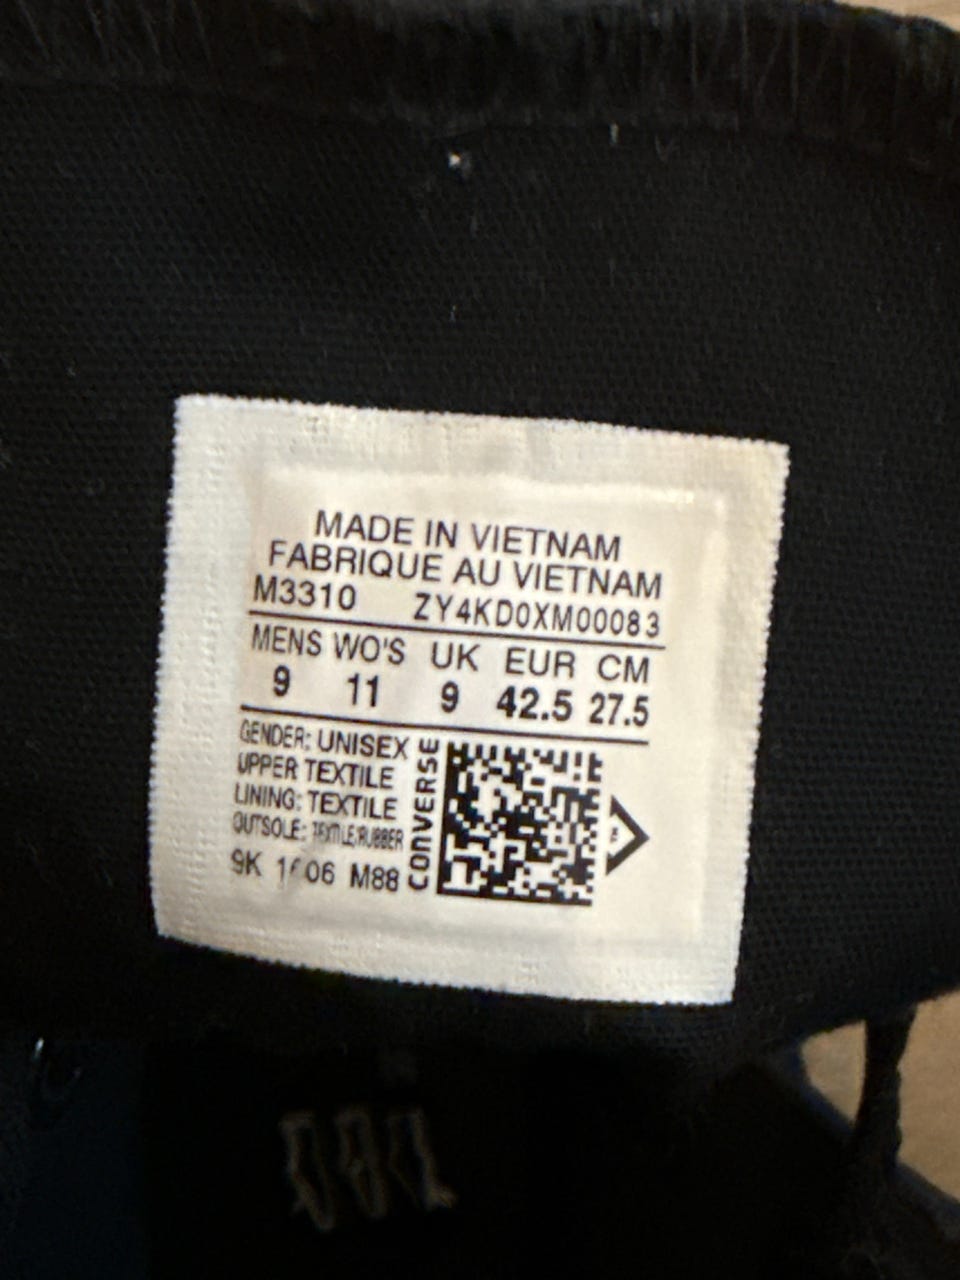 MADE IN VIETNAM
FABRIQUE AU VIETNAM
M3310 ZY4KD0XM00083
MENS WO'S UK EUR CM
9 11 9 42.5 27.5
GENDER: UNISEX
UPPER TEXTILE
LINING: TEXTILE
OUTSOLE: TEXTILE/RUBBER
9K M88
CONVERSE